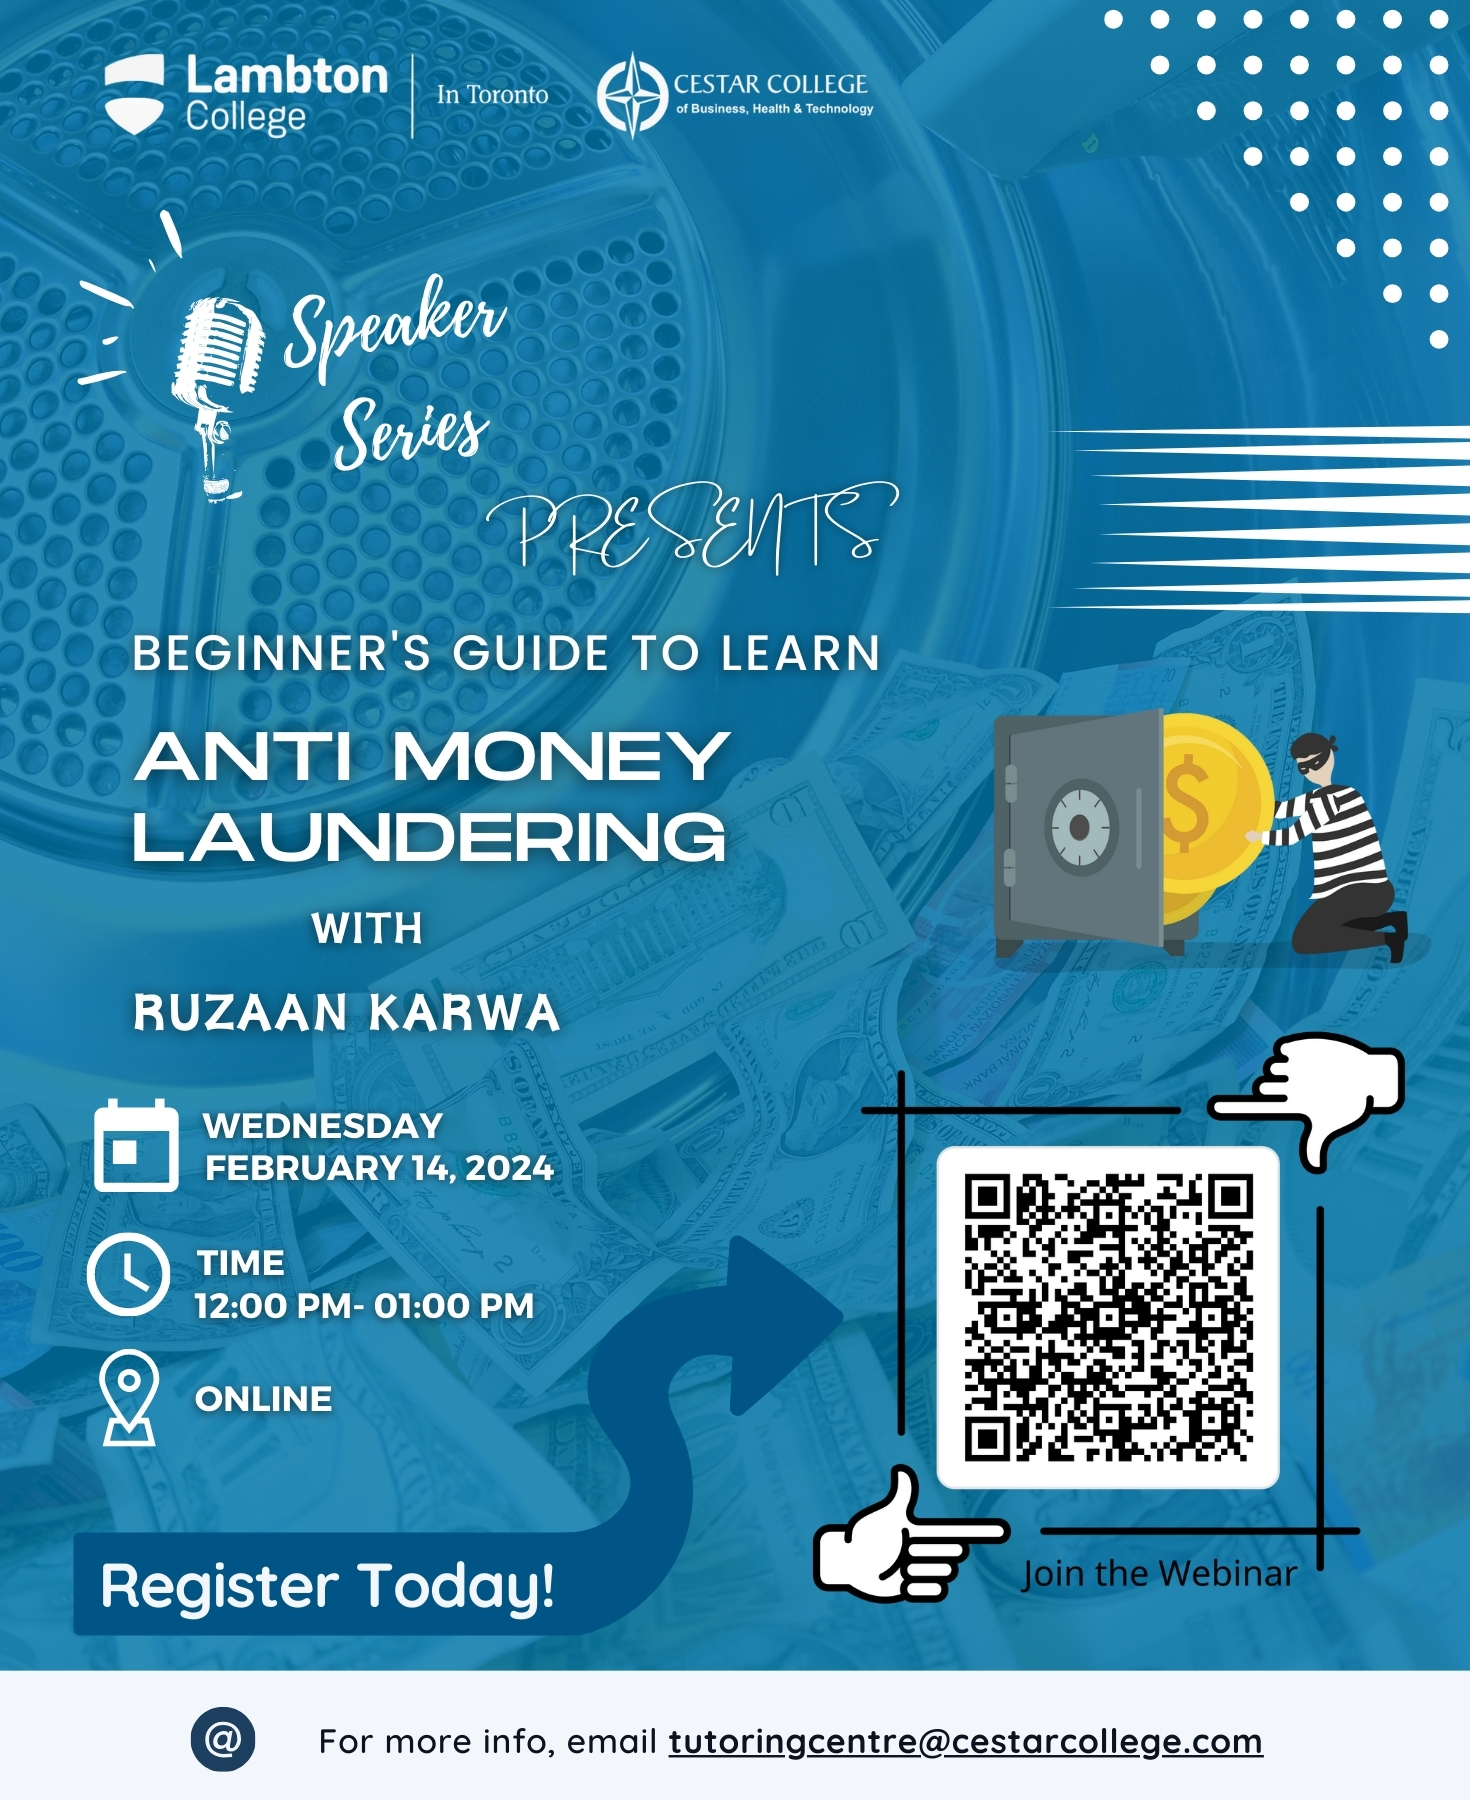 Lambton
College
In Toronto
CESTAR COLLEGE
of Business, Health & Technology
Speaker
Series
PRESENTS
BEGINNER'S GUIDE TO LEARN
ANTI MONEY
LAUNDERING
WITH
RUZAAN KARWA
WEDNESDAY
FEBRUARY 14, 2024
TIME
12:00 PM- 01:00 PM
ONLINE
Register Today!
Join the Webinar
@ For more info, email tutoringcentre@cestarcollege.com